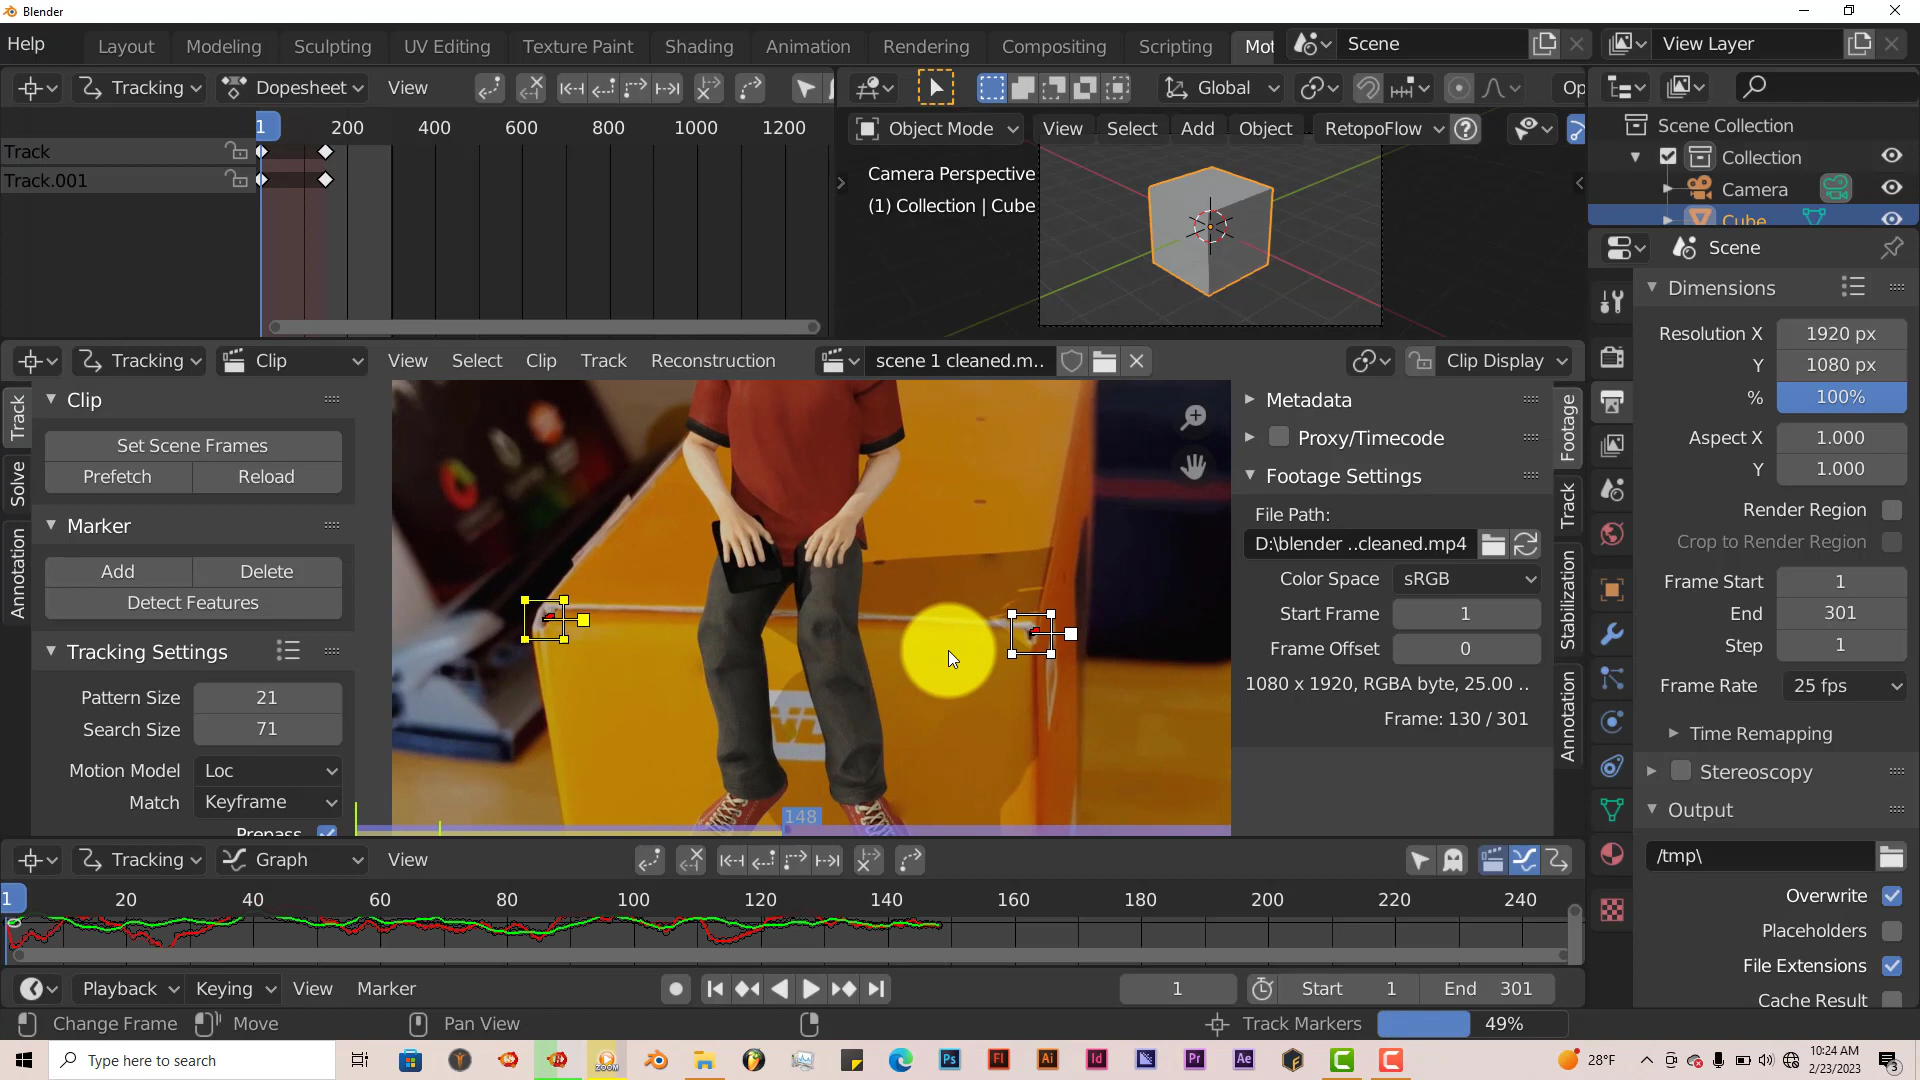 Blender
Help Layout Modeling Sculpting UV Editing Texture Paint Shading Animation Rendering Compositing Scripting Mot Scene View Layer
Tracking Dopesheet View Global Op
1 200 400 600 800 1000 1200
Object Mode View Select Add Object RetopoFlow
Track
Track.001
Camera Perspective
(1) Collection | Cube
Scene Collection
Collection
Camera
Cube
Scene
Dimensions
Resolution X 1920 px
Y 1080 px
% 100%
Aspect X 1.000
Y 1.000
Render Region
Crop to Render Region
Frame Start 1
End 301
Step 1
Frame Rate 25 fps
Time Remapping
Stereoscopy
Output
/tmp\
Overwrite
Placeholders
File Extensions
Cache Result
Tracking Clip View Select Clip Track Reconstruction scene 1 cleaned.m.. Clip Display
Track
Solve
Annotation
Clip
Set Scene Frames
Prefetch Reload
Marker
Add Delete
Detect Features
Tracking Settings
Pattern Size 21
Search Size 71
Motion Model Loc
Match Keyframe
Prepass
148
Metadata
Proxy/Timecode
Footage Settings
File Path:
D:\blender ..cleaned.mp4
Color Space sRGB
Start Frame 1
Frame Offset 0
1080 x 1920, RGBA byte, 25.00 ..
Frame: 130 / 301
Footage
Track
Stabilization
Annotation
Tracking Graph View
1 20 40 60 80 100 120 140 160 180 200 220 240
Playback Keying View Marker 1 Start 1 End 301
Change Frame Move Pan View Track Markers 49%
Type here to search
ZOOM
Ps Fl Ai Id Pr Ae
28°F
10:24 AM
2/23/2023
3